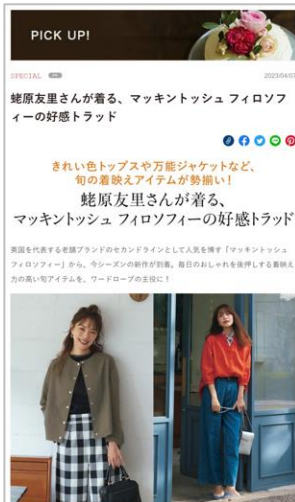 PICK UP!
SPECIAL
PR
2023/04/07
蛯原友里さんが着る、マッキントッシュ フィロソフ
ィーの好感トラッド
きれい色トップスや万能ジャケットなど、
旬の着映えアイテムが勢揃い！
蛯原友里さんが着る、
マッキントッシュ フィロソフィーの好感トラッド
英国を代表する老舗ブランドのセカンドラインとして人気を博す「マッキントッシュ
フィロソフィー」から、今シーズンの新作が到着。毎日のおしゃれを後押しする着映え
力の高い旬アイテムを、ワードローブの主役に！